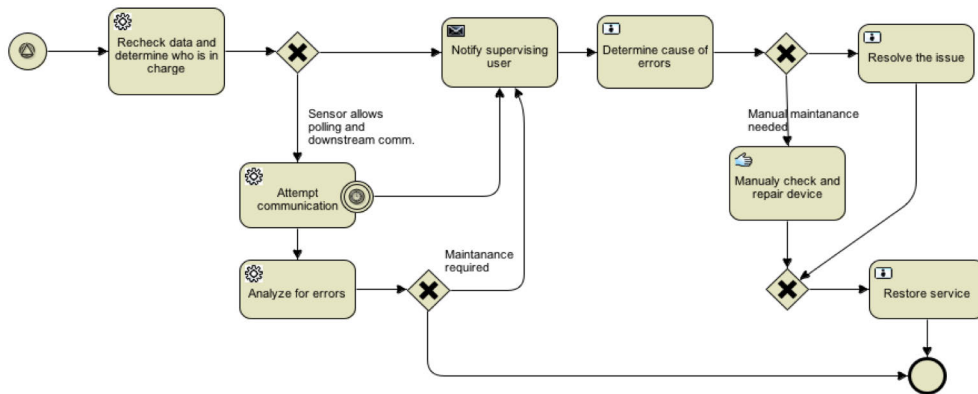 Recheck data and
determine who is in
charge
Notify supervising
user
Determine cause of
errors
Resolve the issue
Sensor allows
polling and
downstream comm.
Manual maintanance
needed
Attempt
communication
Manualy check and
repair device
Maintanance
required
Analyze for errors
Restore service